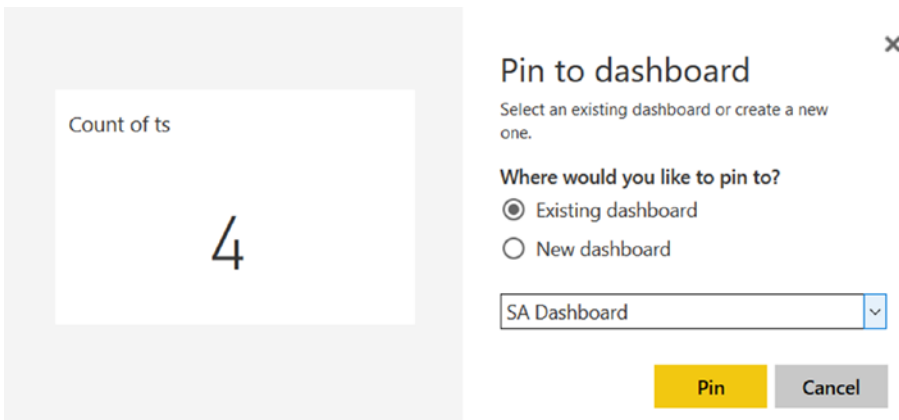 Count of ts
4
Pin to dashboard
Select an existing dashboard or create a new
one.
Where would you like to pin to?
Existing dashboard
New dashboard
SA Dashboard
Pin
Cancel